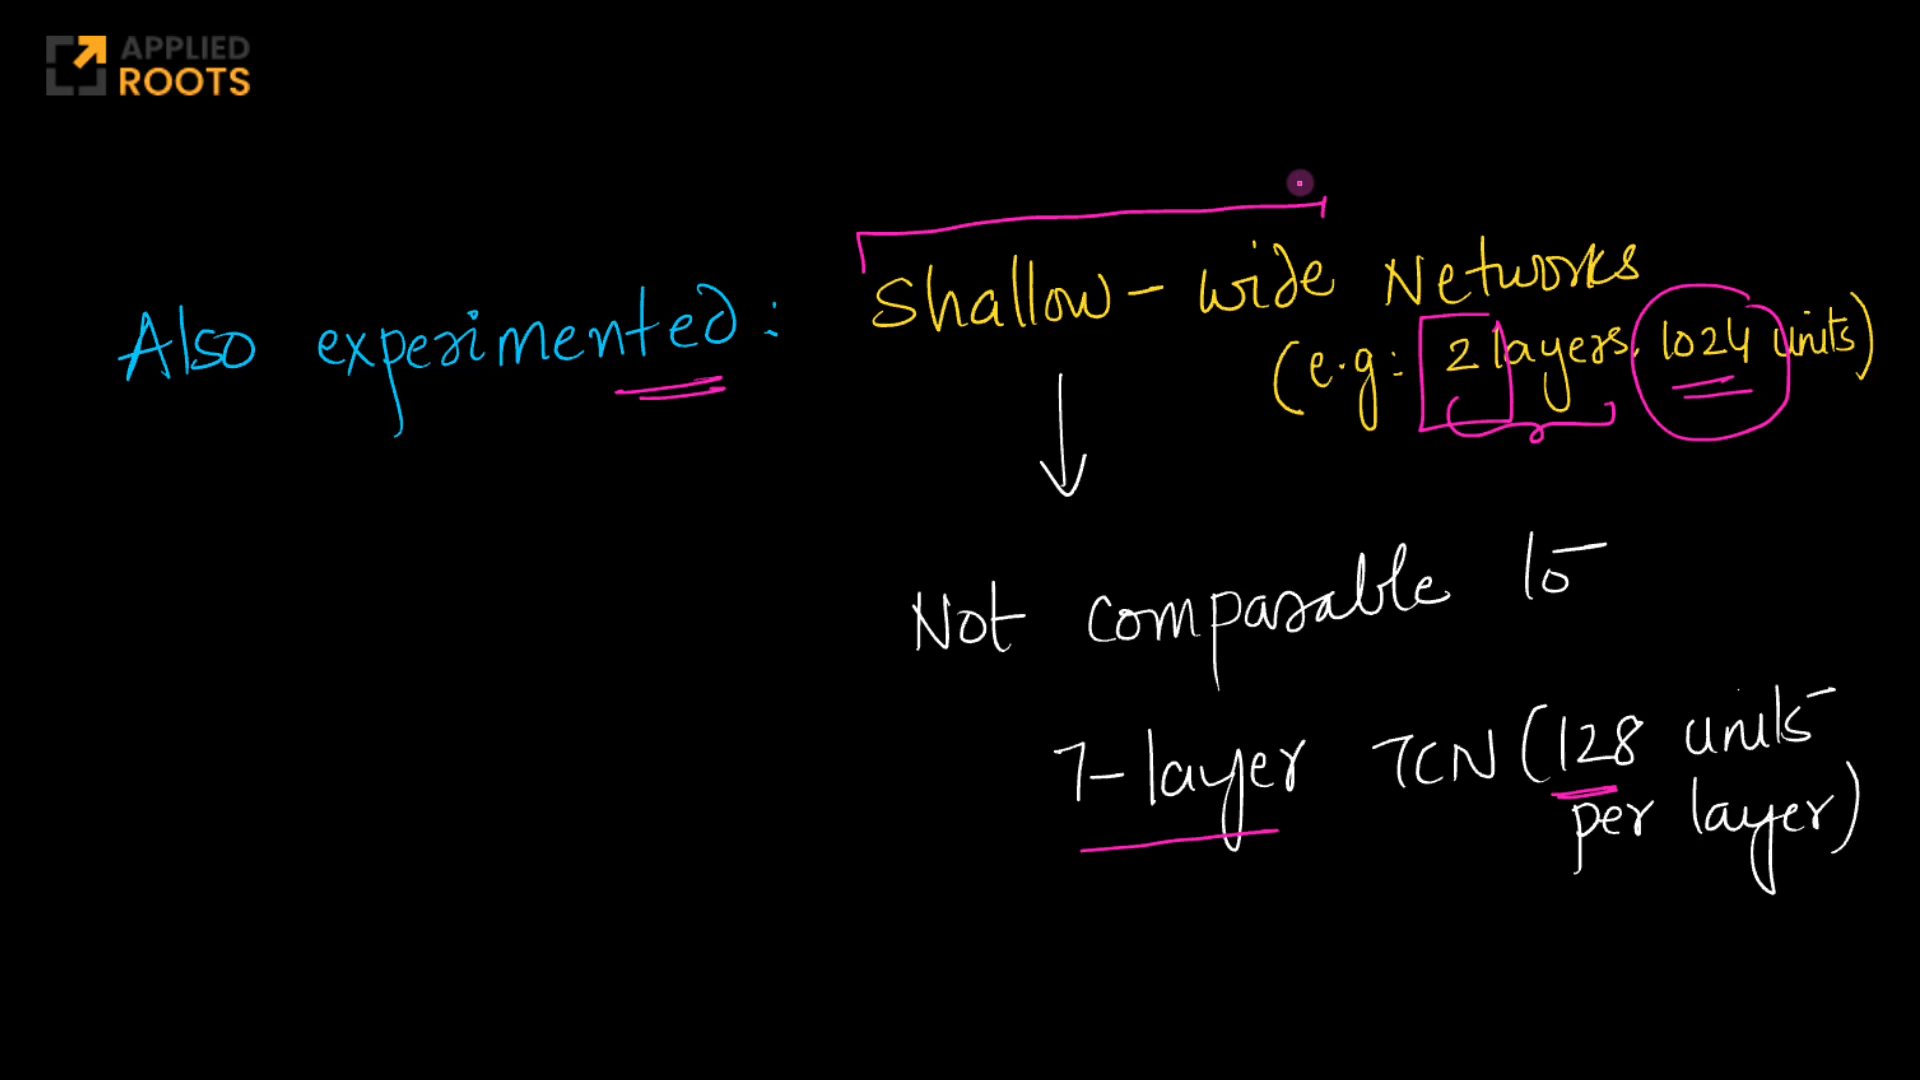 APPLIED
ROOTS
Also experimented: Shallow-wide Networks
(e.g: 2 layers, 1024 units)
Not comparable to
7-layer TCN (128 units
per layer)